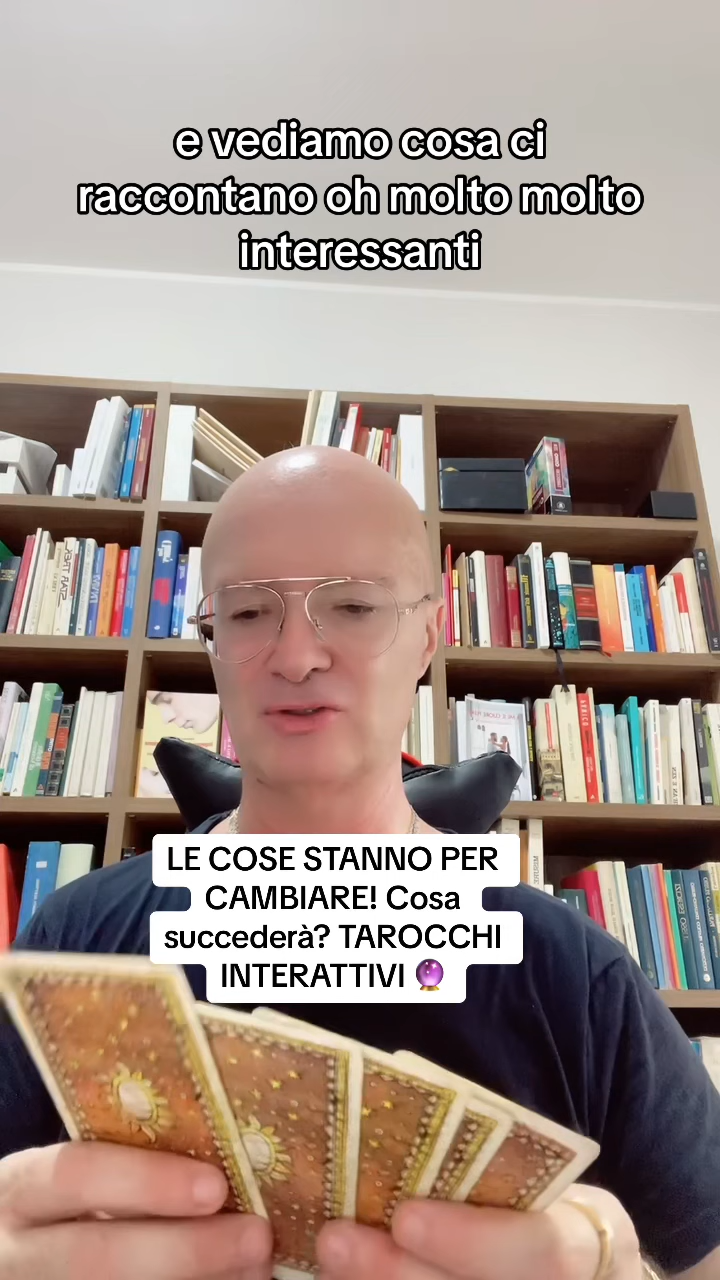 e vediamo cosa ci
raccontano oh molto molto
interessanti
LE COSE STANNO PER
CAMBIARE! Cosa
succederà? TAROCCHI
INTERATTIVI 🔮